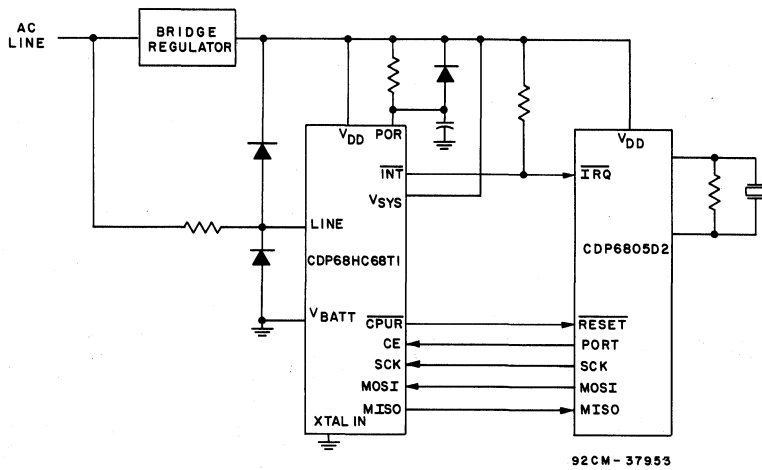 AC
LINE
BRIDGE
REGULATOR
VDD
POR
INT
VSYS
LINE
CDP68HC68T1
VBATT
CPUR
CE
SCK
MOSI
MISO
XTAL IN
VDD
IRQ
CDP6805D2
RESET
PORT
SCK
MOSI
MISO
92CM-37953